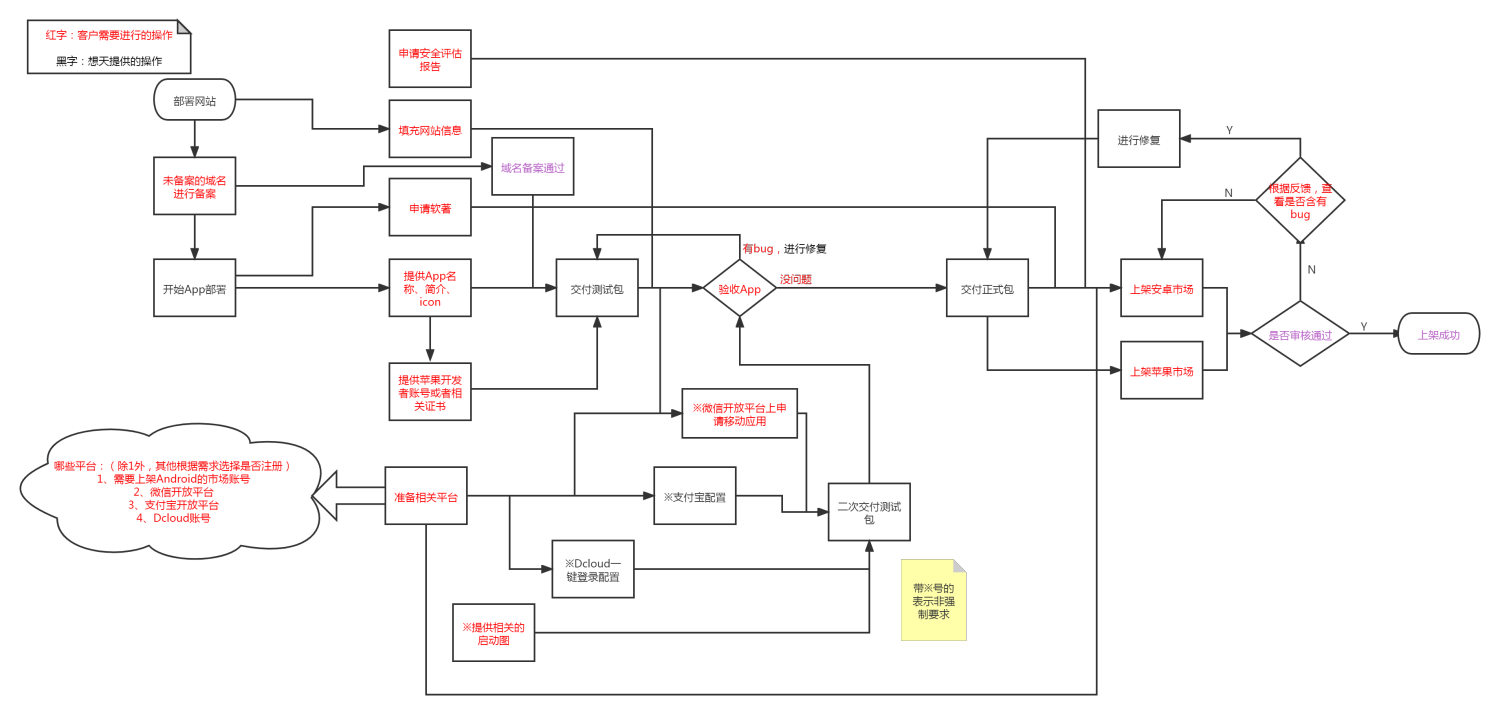 红字：客户需要进行的操作
黑字：想天提供的操作
部署网站
未备案的域名
进行备案
开始App部署
申请安全评估
报告
填充网站信息
域名备案通过
申请软著
提供App名
称、简介、
icon
提供苹果开发
者账号或者相
关证书
交付测试包
有bug，进行修复
验收App
没问题
交付正式包
进行修复
Y
根据反馈，查
看是否含有
bug
N
上架安卓市场
N
上架苹果市场
是否审核通过
Y
上架成功
哪些平台：（除1外，其他根据需求选择是否注册）
1、需要上架Android的市场账号
2、微信开放平台
3、支付宝开放平台
4、Dcloud账号
准备相关平台
※微信开放平台上申
请移动应用
※支付宝配置
二次交付测试
包
※Dcloud一
键登录配置
※提供相关的
启动图
带※号的
表示非强
制要求